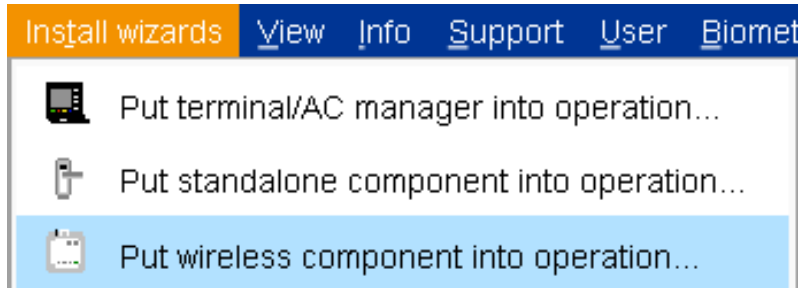 Install wizards View Info Support User Biomet
Put terminal/AC manager into operation...
Put standalone component into operation...
Put wireless component into operation...